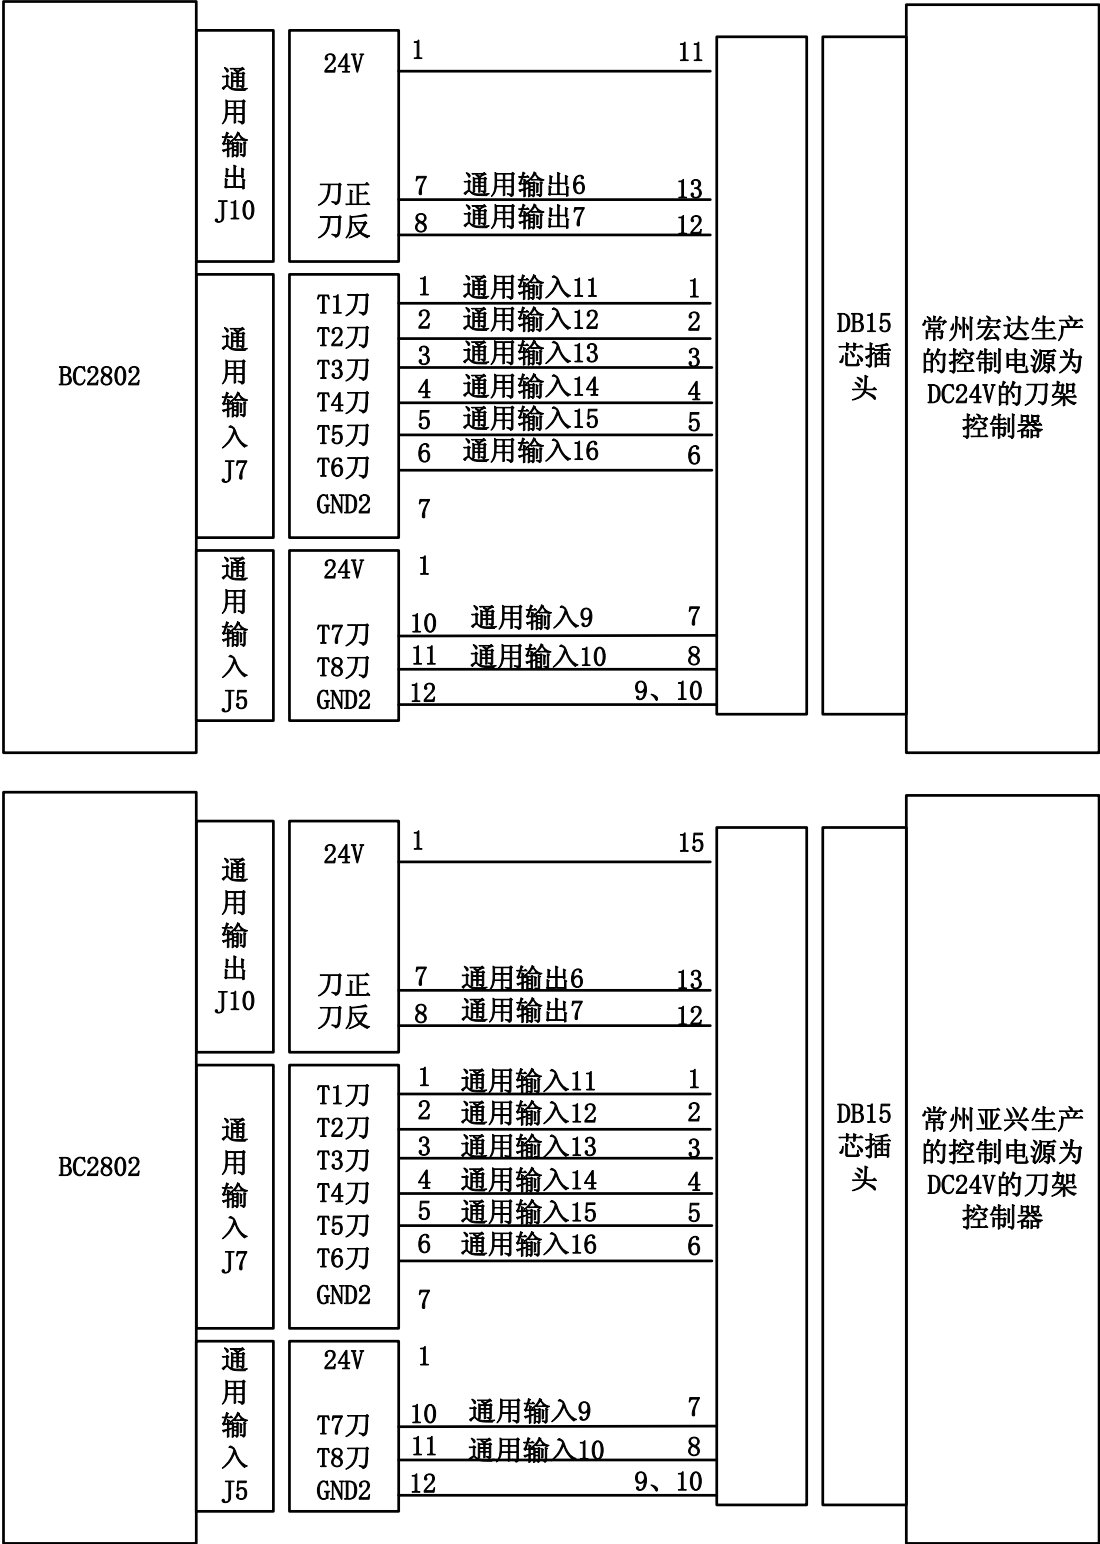 BC2802
通用输出J10
24V 1 11
刀正 7 通用输出6 13
刀反 8 通用输出7 12
通用输入J7
T1刀 1 通用输入11 1
T2刀 2 通用输入12 2
T3刀 3 通用输入13 3
T4刀 4 通用输入14 4
T5刀 5 通用输入15 5
T6刀 6 通用输入16 6
GND2 7
通用输入J5
24V 1
T7刀 10 通用输入9 7
T8刀 11 通用输入10 8
GND2 12 9、10
DB15
芯插
头
常州宏达生产
的控制电源为
DC24V的刀架
控制器
BC2802
通用输出J10
24V 1 15
刀正 7 通用输出6 13
刀反 8 通用输出7 12
通用输入J7
T1刀 1 通用输入11 1
T2刀 2 通用输入12 2
T3刀 3 通用输入13 3
T4刀 4 通用输入14 4
T5刀 5 通用输入15 5
T6刀 6 通用输入16 6
GND2 7
通用输入J5
24V 1
T7刀 10 通用输入9 7
T8刀 11 通用输入10 8
GND2 12 9、10
DB15
芯插
头
常州亚兴生产
的控制电源为
DC24V的刀架
控制器